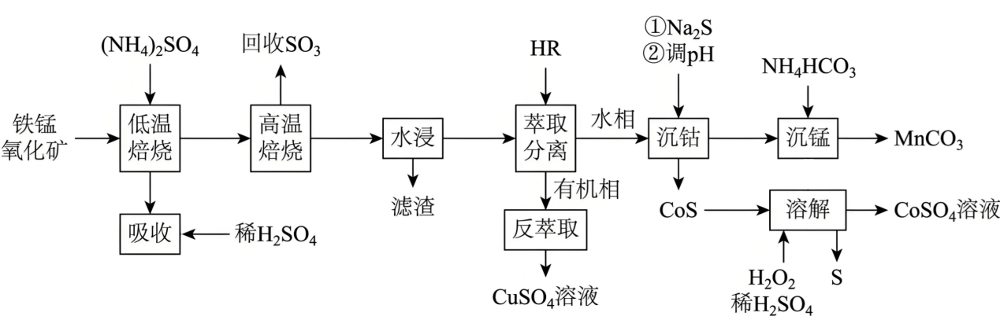 (NH₄)₂SO₄
回收SO₃
HR
①Na₂S
②调pH
NH₄HCO₃
铁锰
氧化矿
低温
焙烧
高温
焙烧
水浸
萃取
分离
水相
沉钴
沉锰
MnCO₃
滤渣
有机相
吸收
稀H₂SO₄
反萃取
CoS
溶解
CoSO₄溶液
CuSO₄溶液
H₂O₂
稀H₂SO₄
S